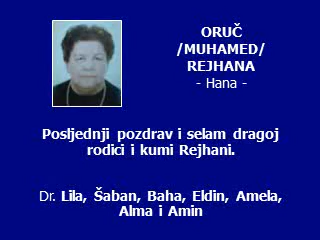 ORUČ
/MUHAMED/
REJHANA
- Hana -
Posljednji pozdrav i selam dragoj
rodici i kumi Rejhani.
Dr. Lila, Šaban, Baha, Eldin, Amela,
Alma i Amin